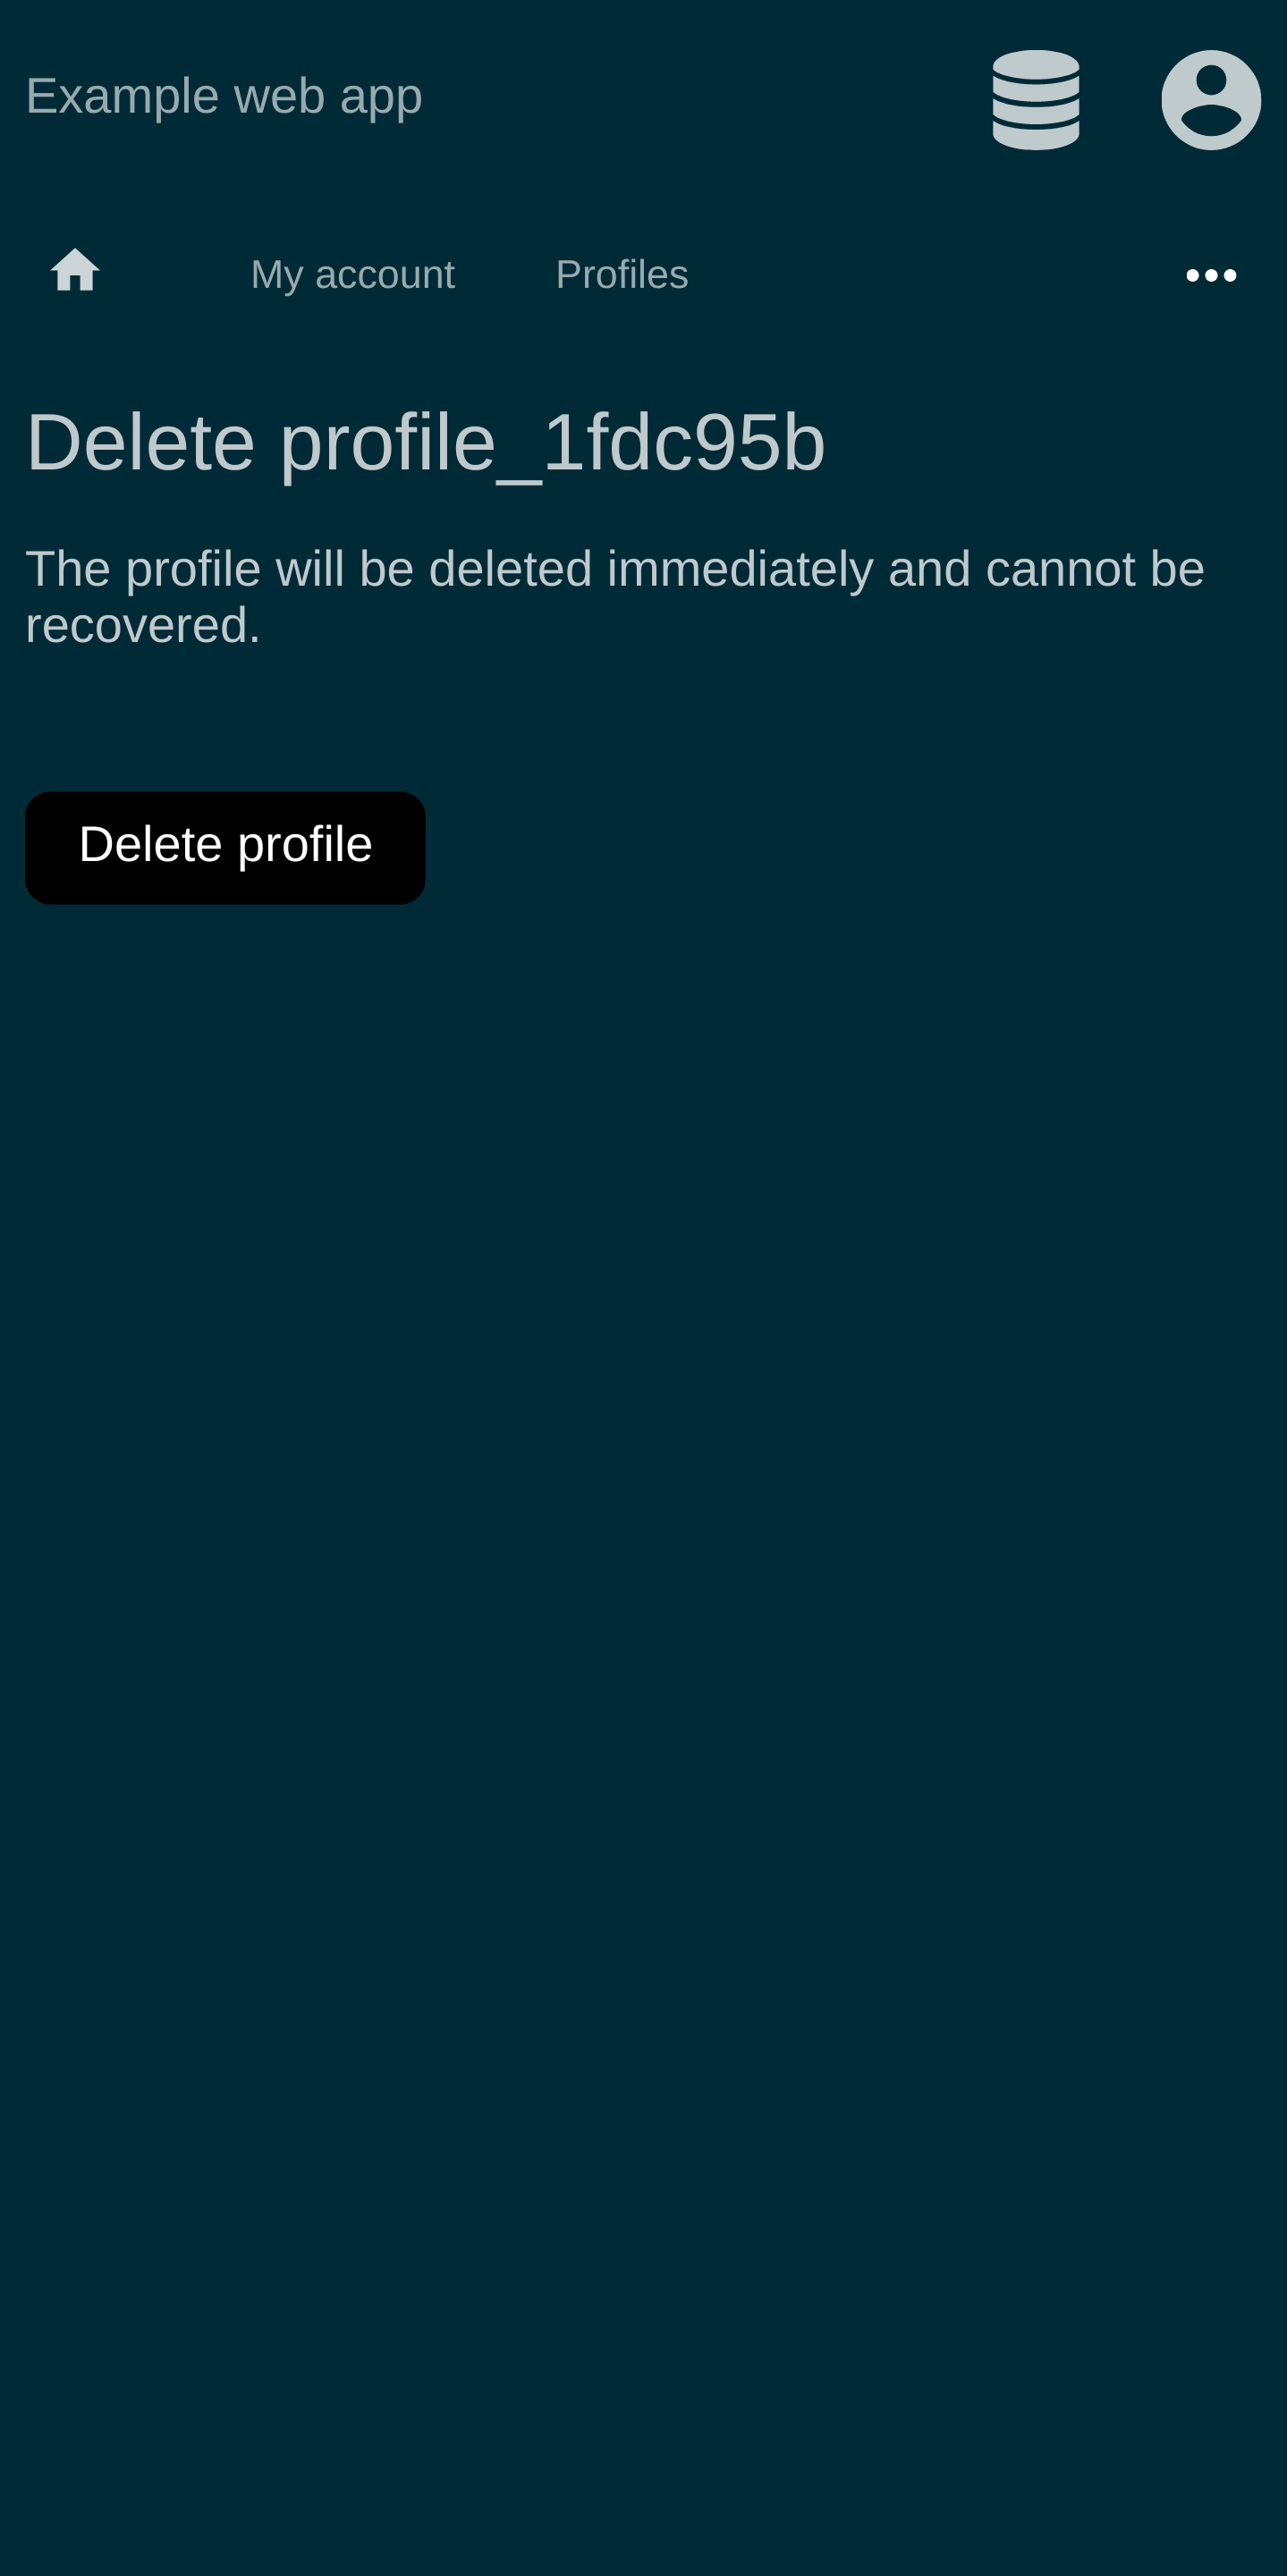 Example web app
My account Profiles
Delete profile_1fdc95b
The profile will be deleted immediately and cannot be
recovered.
Delete profile